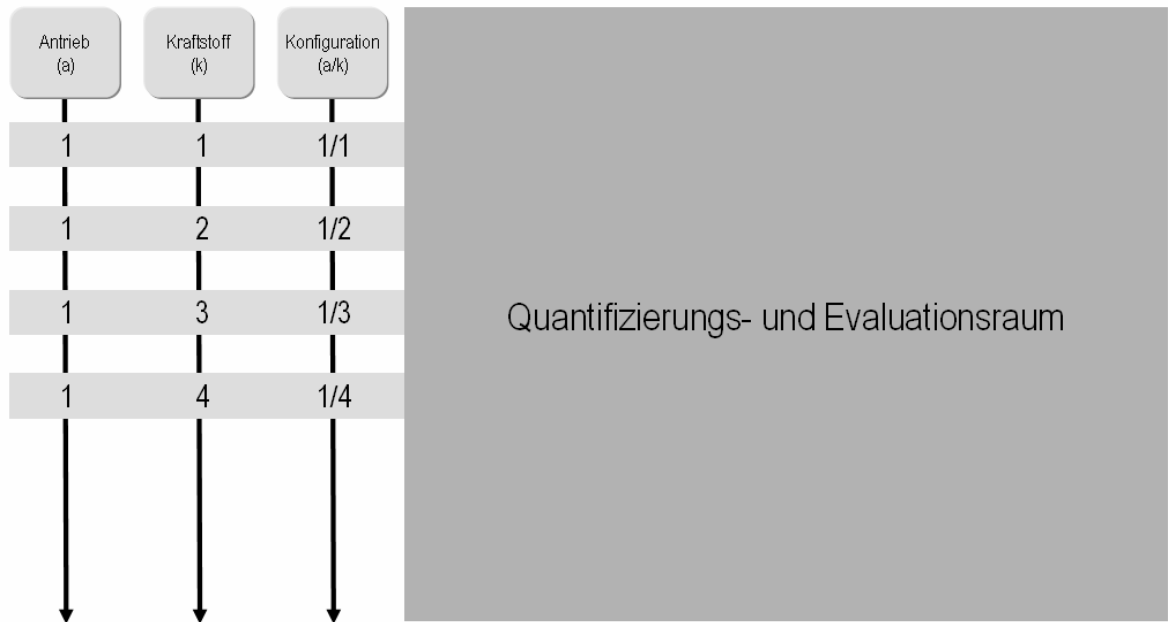 Antrieb
(a)
Kraftstoff
(k)
Konfiguration
(a/k)
1 1 1/1
1 2 1/2
1 3 1/3
1 4 1/4
Quantifizierungs- und Evaluationsraum